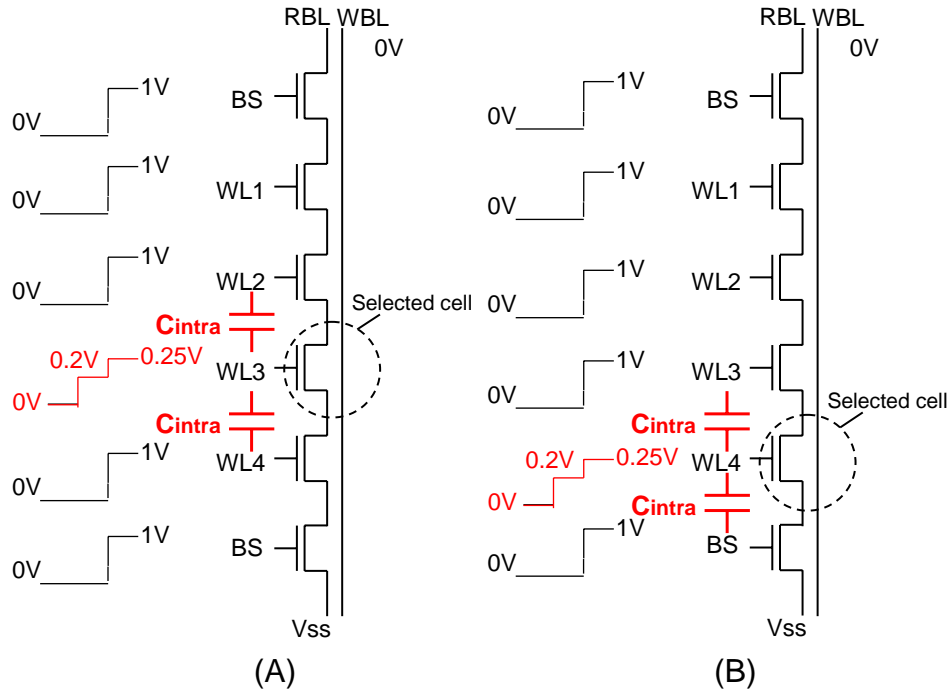 RBL WBL
0V
0V 1V BS
0V 1V WL1
0V 1V WL2
Cintra
Selected cell
0V 0.2V 0.25V WL3
Cintra
0V 1V WL4
0V 1V BS
Vss
(A)
RBL WBL
0V
0V 1V BS
0V 1V WL1
0V 1V WL2
0V 1V WL3
Cintra
Selected cell
0V 0.2V 0.25V WL4
Cintra
0V 1V BS
Vss
(B)